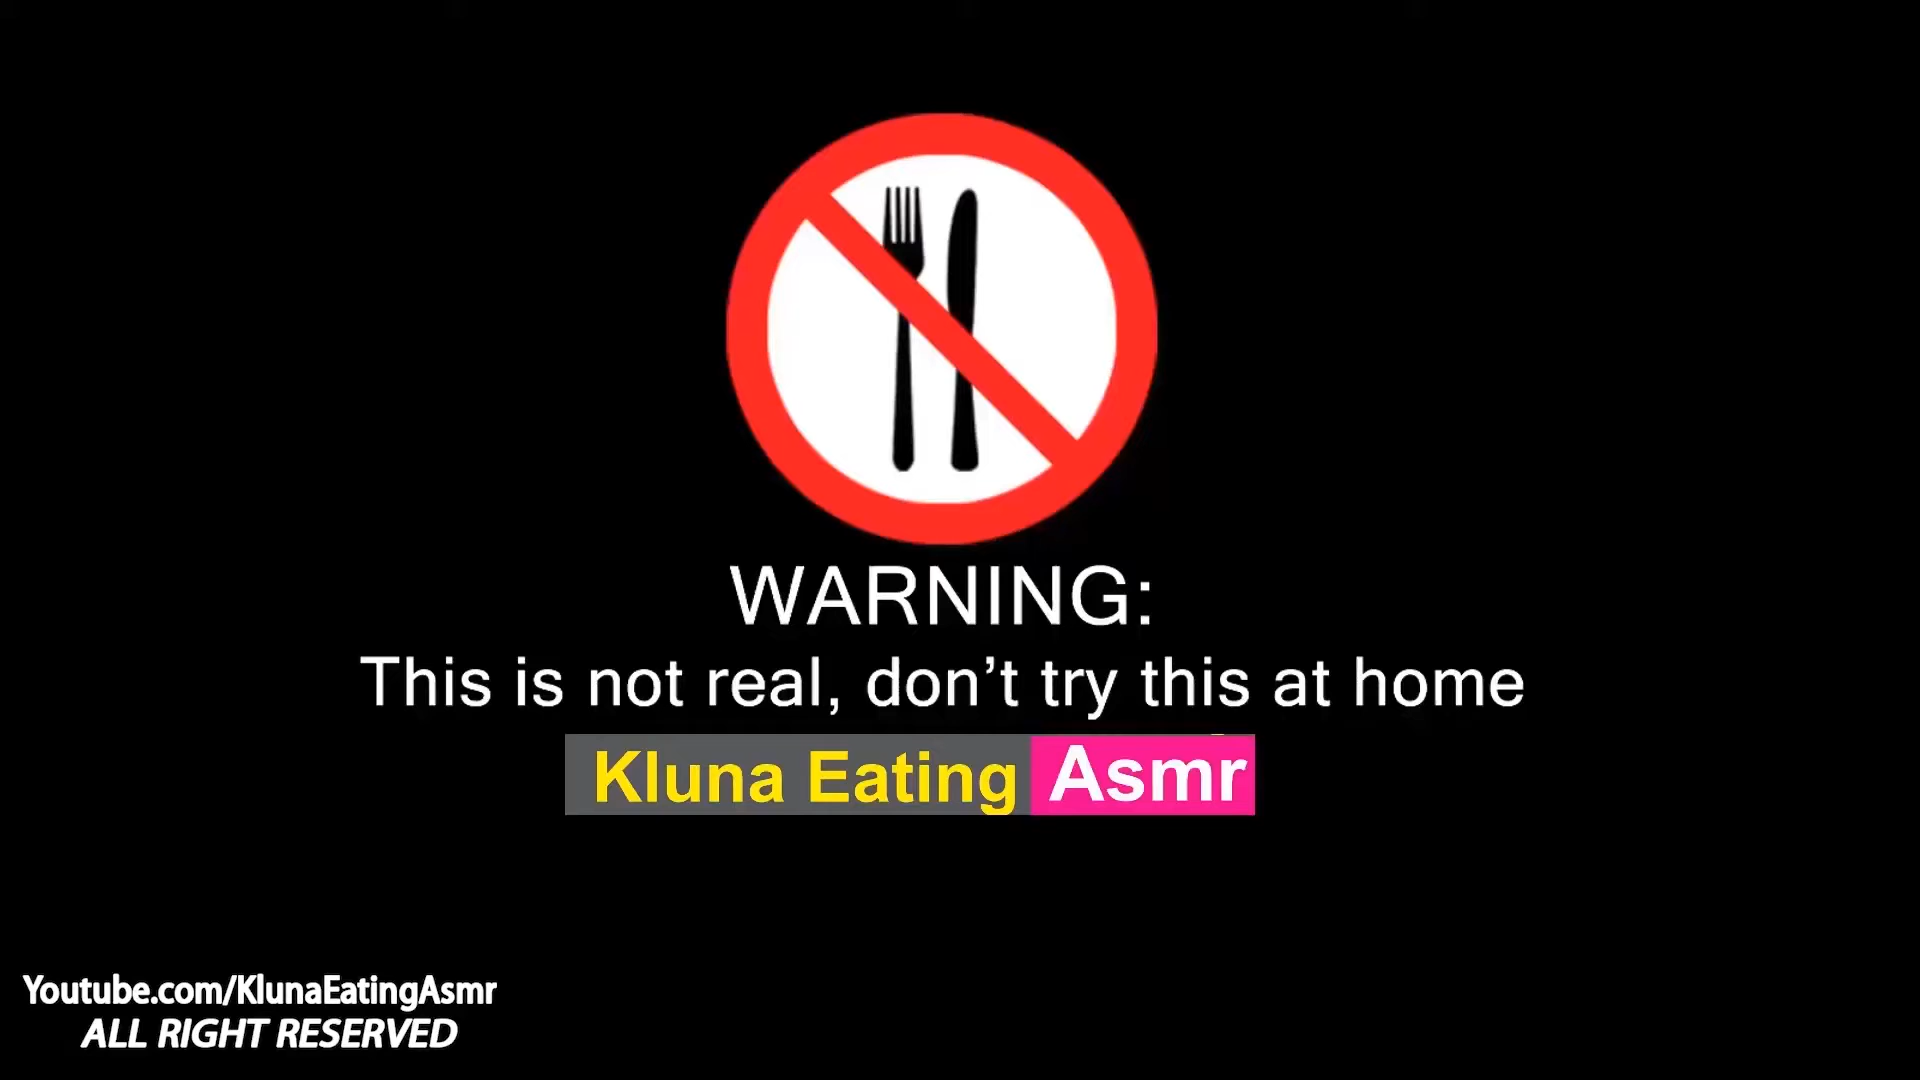 WARNING:
This is not real, don’t try this at home
Kluna Eating Asmr
Youtube.com/KlunaEatingAsmr
ALL RIGHT RESERVED